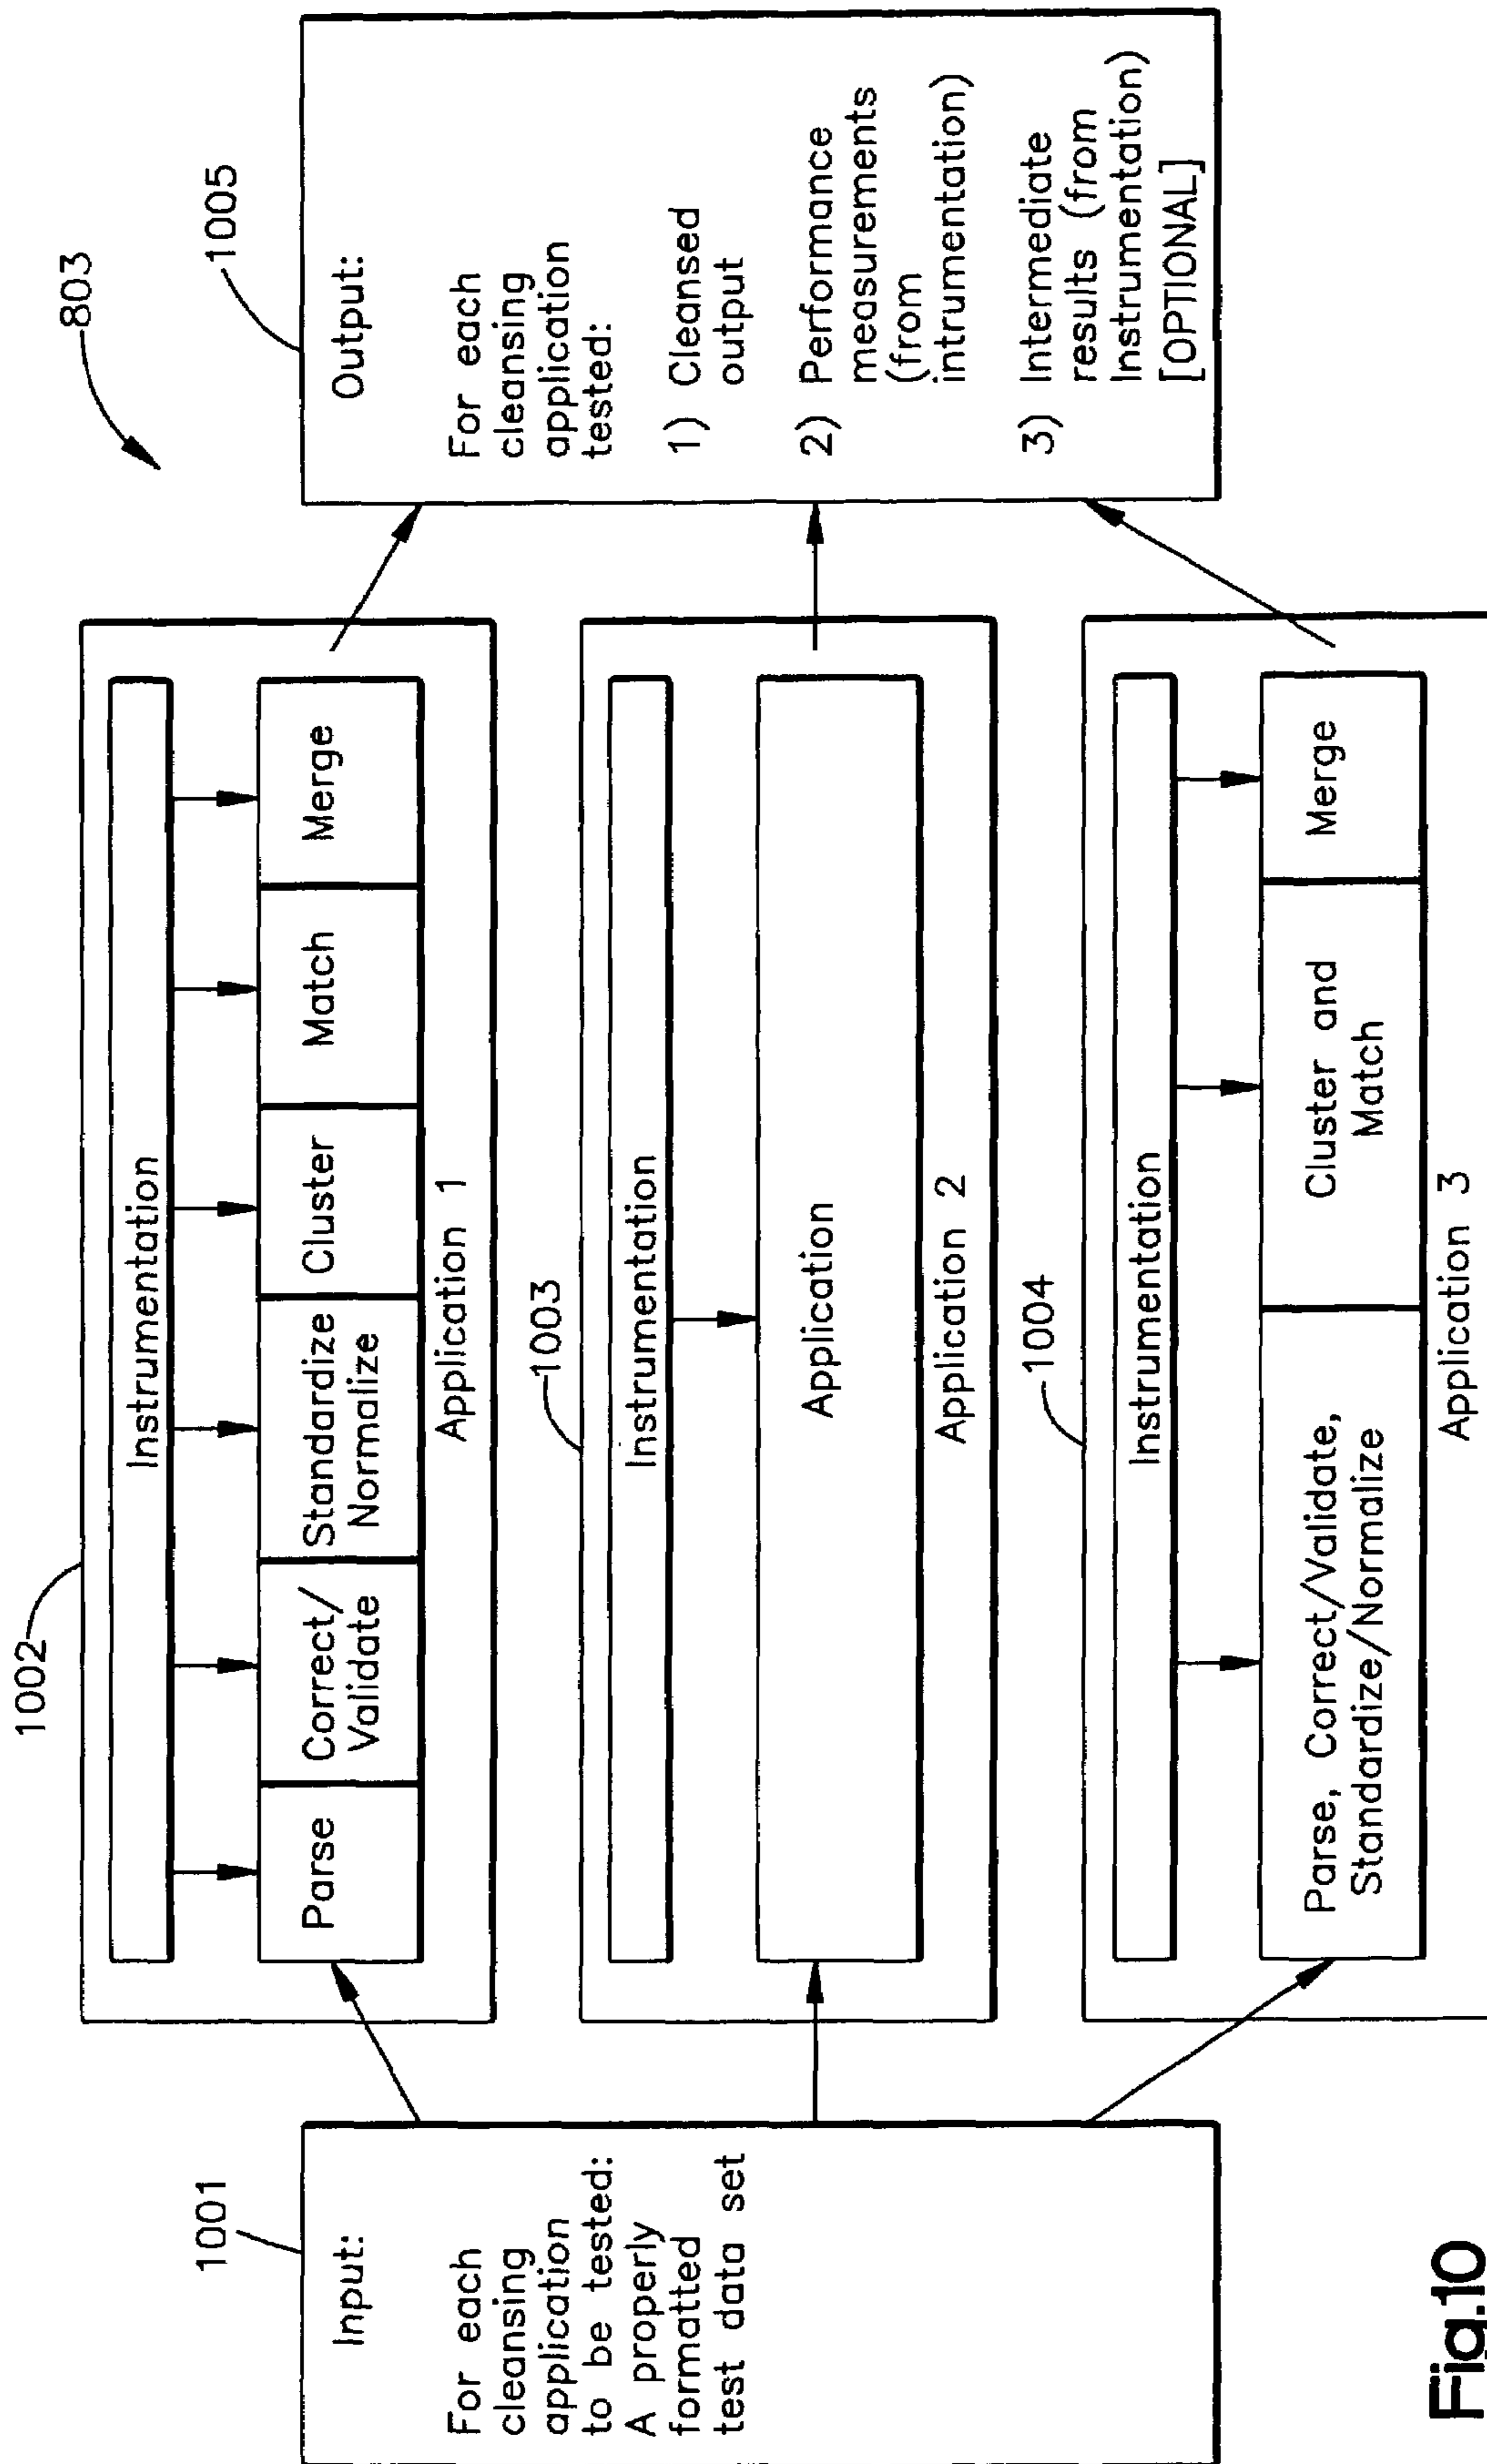 803
1001
Input:
For each
cleansing
application
to be tested:
A properly
formatted
test data set
1002
Instrumentation
Parse
Correct/
Validate
Standardize
Normalize
Cluster
Match
Merge
Application 1
1003
Instrumentation
Application
Application 2
1004
Instrumentation
Parse, Correct/Validate,
Standardize/Normalize
Cluster and
Match
Merge
Application 3
1005
Output:
For each
cleansing
application
tested:
1) Cleansed
output
2) Performance
measurements
(from
intrumentation)
3) Intermediate
results (from
Instrumentation)
[OPTIONAL]
Fig.10